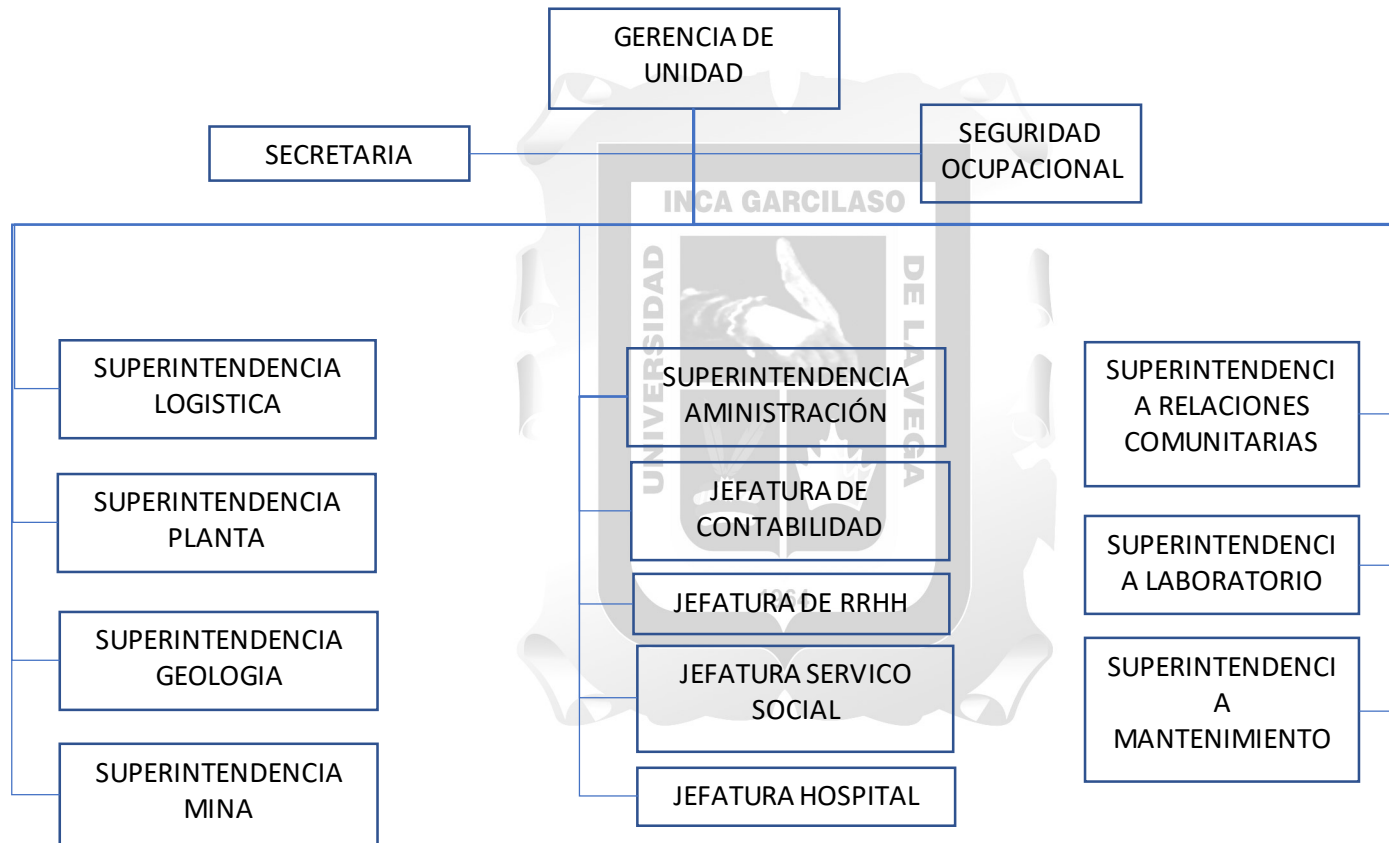 GERENCIA DE
UNIDAD
SECRETARIA
SEGURIDAD
OCUPACIONAL
INCA GARCILASO
UNIVERSIDAD
DE LA VEGA
1964
SUPERINTENDENCIA
LOGISTICA
SUPERINTENDENCIA
PLANTA
SUPERINTENDENCIA
GEOLOGIA
SUPERINTENDENCIA
MINA
SUPERINTENDENCIA
AMINISTRACIÓN
JEFATURA DE
CONTABILIDAD
JEFATURA DE RRHH
JEFATURA SERVICO
SOCIAL
JEFATURA HOSPITAL
SUPERINTENDENCI
A RELACIONES
COMUNITARIAS
SUPERINTENDENCI
A LABORATORIO
SUPERINTENDENCI
A
MANTENIMIENTO